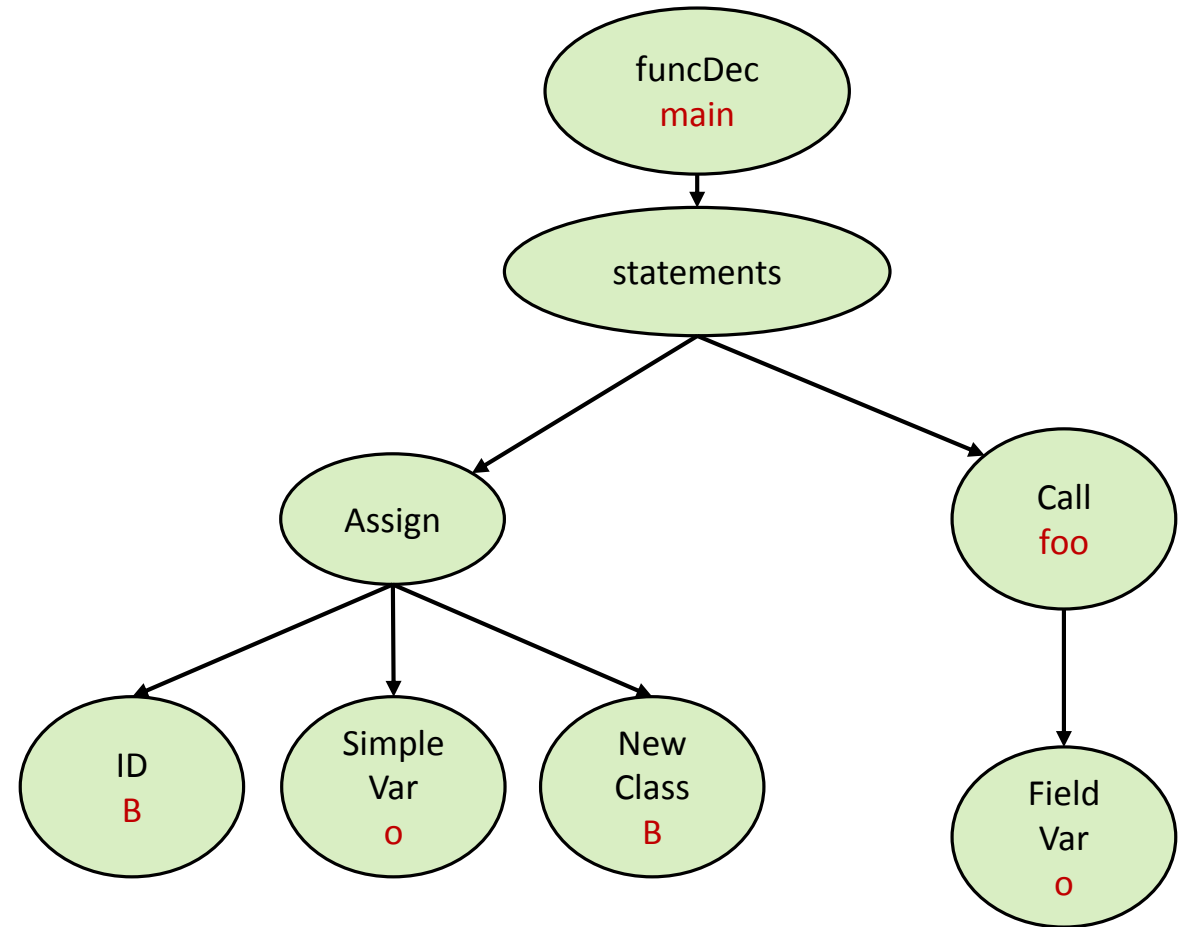 funcDec
main
statements
Assign
Call
foo
ID
B
Simple
Var
o
New
Class
B
Field
Var
o